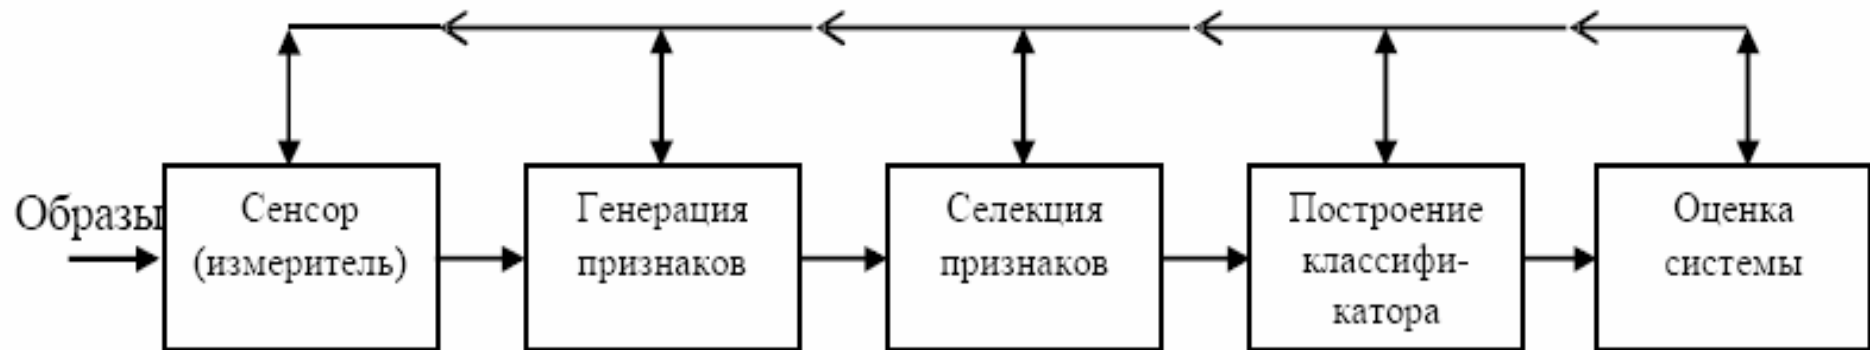 Образы
Сенсор
(измеритель)
Генерация
признаков
Селекция
признаков
Построение
классифи-
катора
Оценка
системы